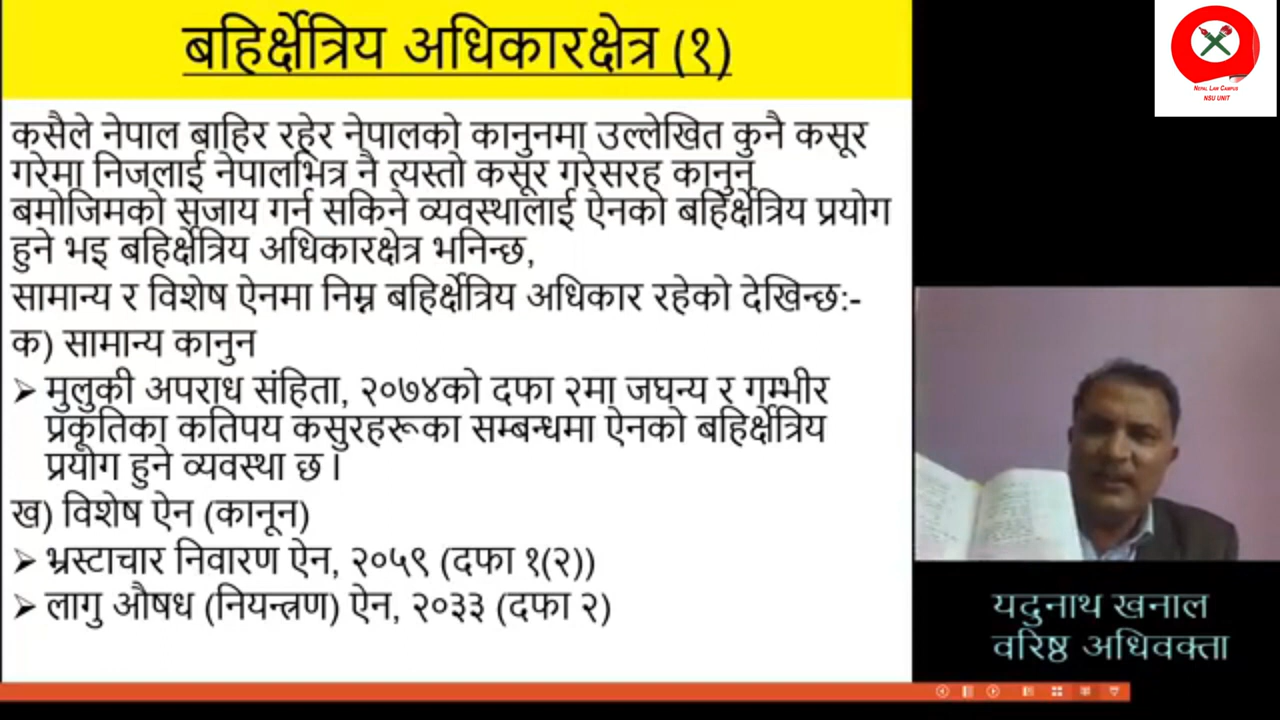 बहिर्क्षेत्रिय अधिकारक्षेत्र (१)
कसैले नेपाल बाहिर रहेर नेपालको कानुनमा उल्लेखित कुनै कसूर
गरेमा निजलाई नेपालभित्र नै त्यस्तो कसूर गरेसरह कानुन
बमोजिमको सजाय गर्न सकिने व्यवस्थालाई ऐनको बहिर्क्षेत्रिय प्रयोग
हुने भइ बहिर्क्षेत्रिय अधिकारक्षेत्र भनिन्छ,
सामान्य र विशेष ऐनमा निम्न बहिर्क्षेत्रिय अधिकार रहेको देखिन्छ:-
क) सामान्य कानुन
➢ मुलुकी अपराध संहिता, २०७४को दफा २मा जघन्य र गम्भीर
प्रकृतिका कतिपय कसुरहरूका सम्बन्धमा ऐनको बहिर्क्षेत्रिय
प्रयोग हुने व्यवस्था छ ।
ख) विशेष ऐन (कानून)
➢ भ्रस्टाचार निवारण ऐन, २०५९ (दफा १(२))
➢ लागु औषध (नियन्त्रण) ऐन, २०३३ (दफा २)
NEPAL LAW CAMPUS
NSU UNIT
यदुनाथ खनाल
वरिष्ठ अधिवक्ता